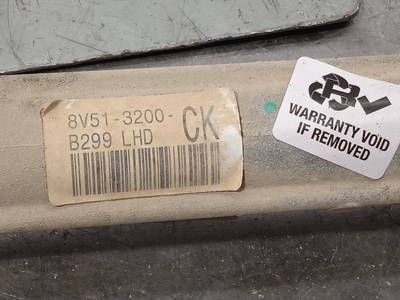 8V51-3200-
B299 LHD
CK
WARRANTY VOID
IF REMOVED